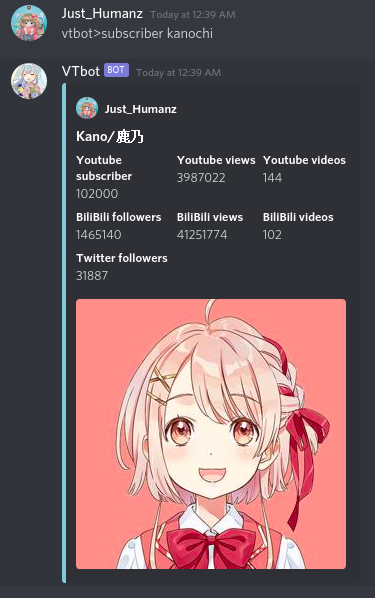 Just_Humanz Today at 12:39 AM
vtbot>subscriber kanochi
VTbot BOT Today at 12:39 AM
Just_Humanz
Kano/鹿乃
Youtube subscriber
102000
Youtube views
3987022
Youtube videos
144
BiliBili followers
1465140
BiliBili views
41251774
BiliBili videos
102
Twitter followers
31887